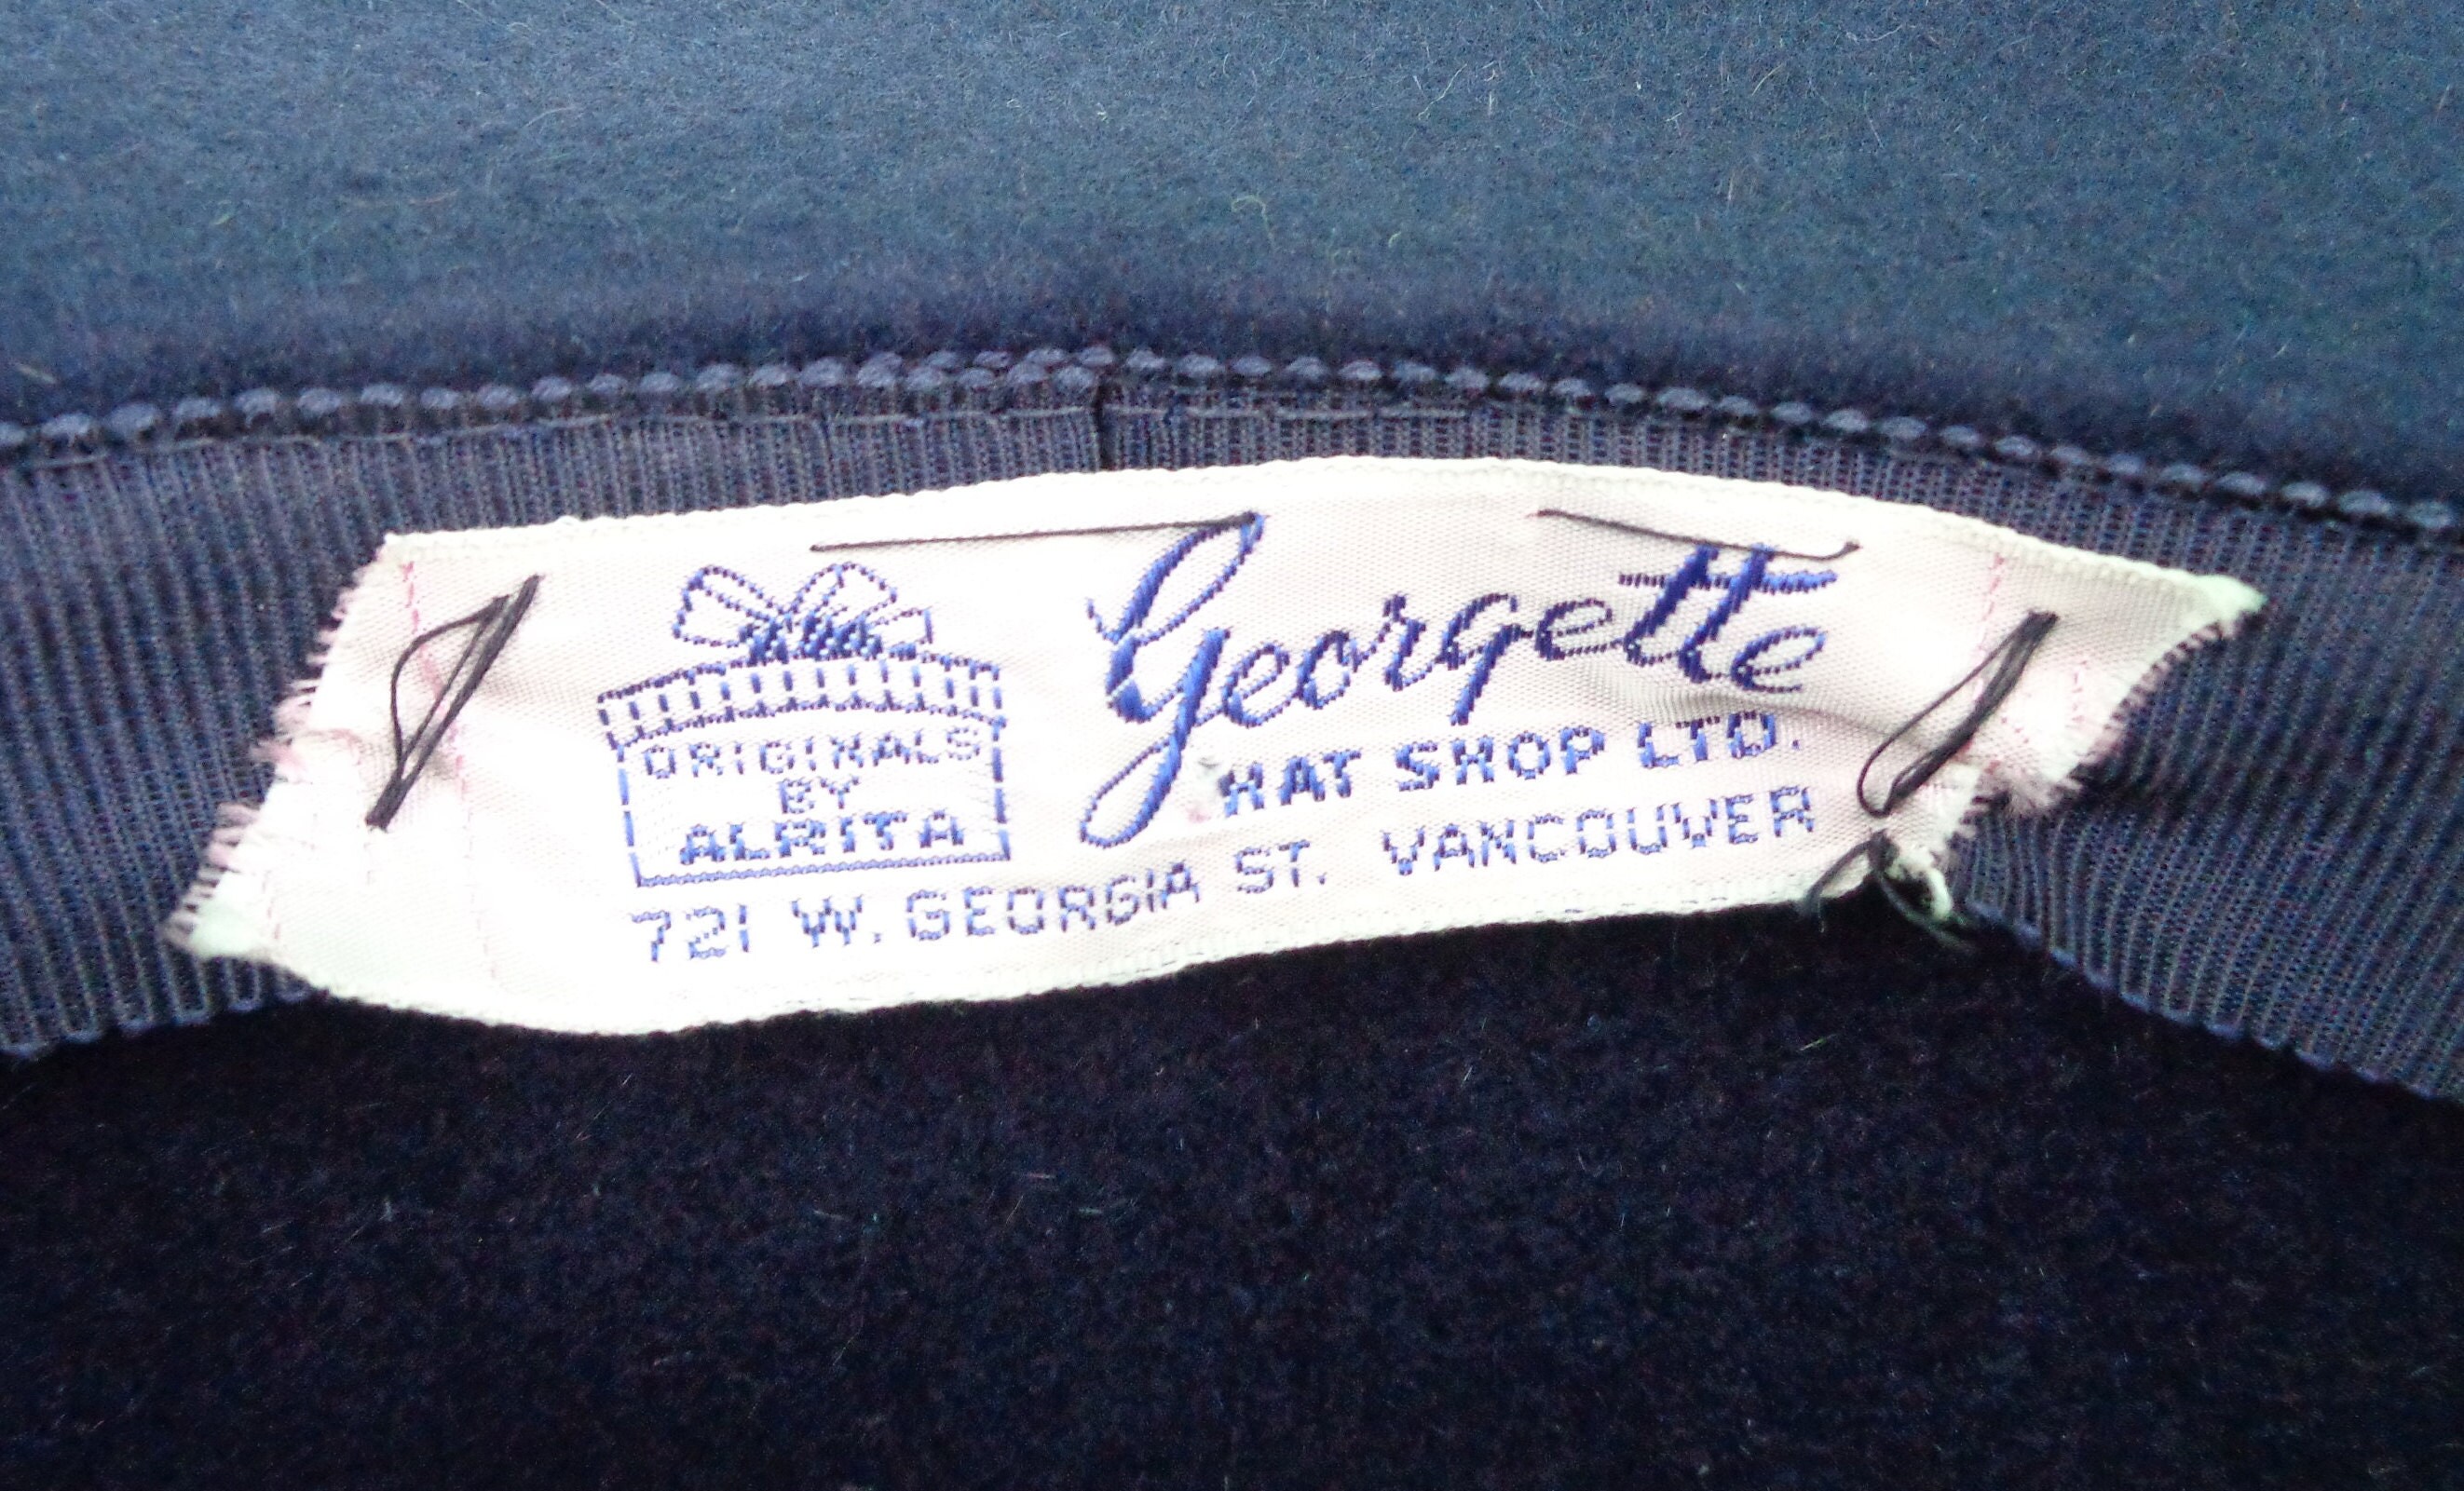 ORIGINALS
BY
ALRITA
Georgette
HAT SHOP LTD.
721 W. GEORGIA ST. VANCOUVER